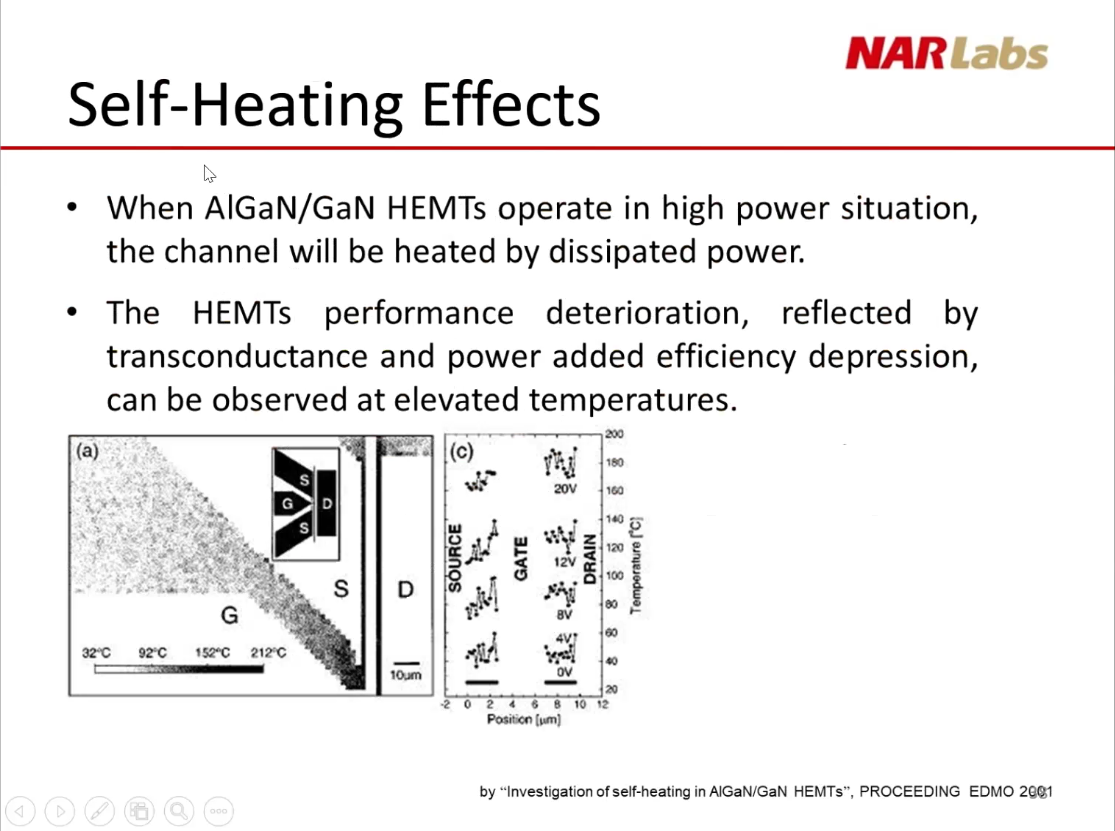 NARLabs
Self-Heating Effects
• When AlGaN/GaN HEMTs operate in high power situation,
the channel will be heated by dissipated power.
• The HEMTs performance deterioration, reflected by
transconductance and power added efficiency depression,
can be observed at elevated temperatures.
(a)
S
G
D
S
S
D
G
32°C 92°C 152°C 212°C
10μm
(c)
200
180
160
140
120
100
80
60
40
20
Temperature [°C]
SOURCE
GATE
DRAIN
20V
12V
8V
4V
0V
-2 0 2 4 6 8 10 12
Position [μm]
by “Investigation of self-heating in AlGaN/GaN HEMTs”, PROCEEDING EDMO 2001